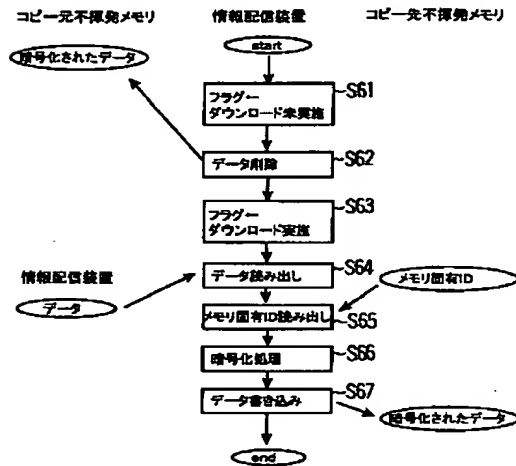 コピー元不揮発メモリ
情報配信装置
コピー先不揮発メモリ
start
暗号化されたデータ
フラグー
ダウンロード未実施
S61
データ削除
S62
フラグー
ダウンロード実施
S63
情報配信装置
データ
データ読み出し
S64
メモリ固有ID
メモリ固有ID読み出し
S65
暗号化処理
S66
データ書き込み
S67
暗号化されたデータ
end